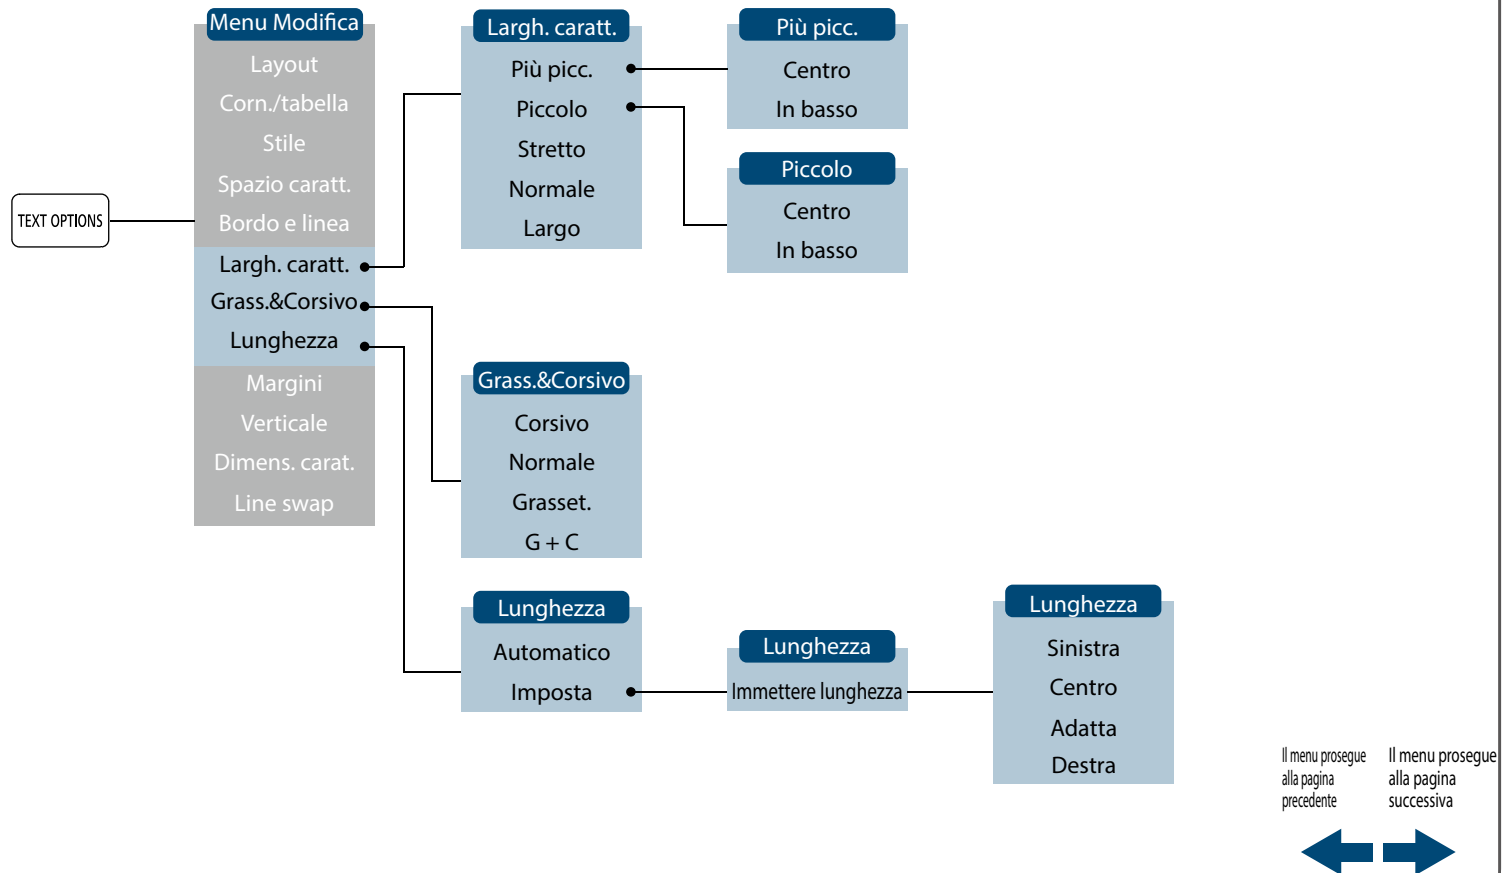 TEXT OPTIONS
Menu Modifica
Layout
Corn./tabella
Stile
Spazio caratt.
Bordo e linea
Largh. caratt.
Grass.&Corsivo
Lunghezza
Margini
Verticale
Dimens. carat.
Line swap
Largh. caratt.
Più picc.
Piccolo
Stretto
Normale
Largo
Più picc.
Centro
In basso
Piccolo
Centro
In basso
Grass.&Corsivo
Corsivo
Normale
Grasset.
G + C
Lunghezza
Automatico
Imposta
Lunghezza
Immettere lunghezza
Lunghezza
Sinistra
Centro
Adatta
Destra
Il menu prosegue
alla pagina
precedente
Il menu prosegue
alla pagina
successiva